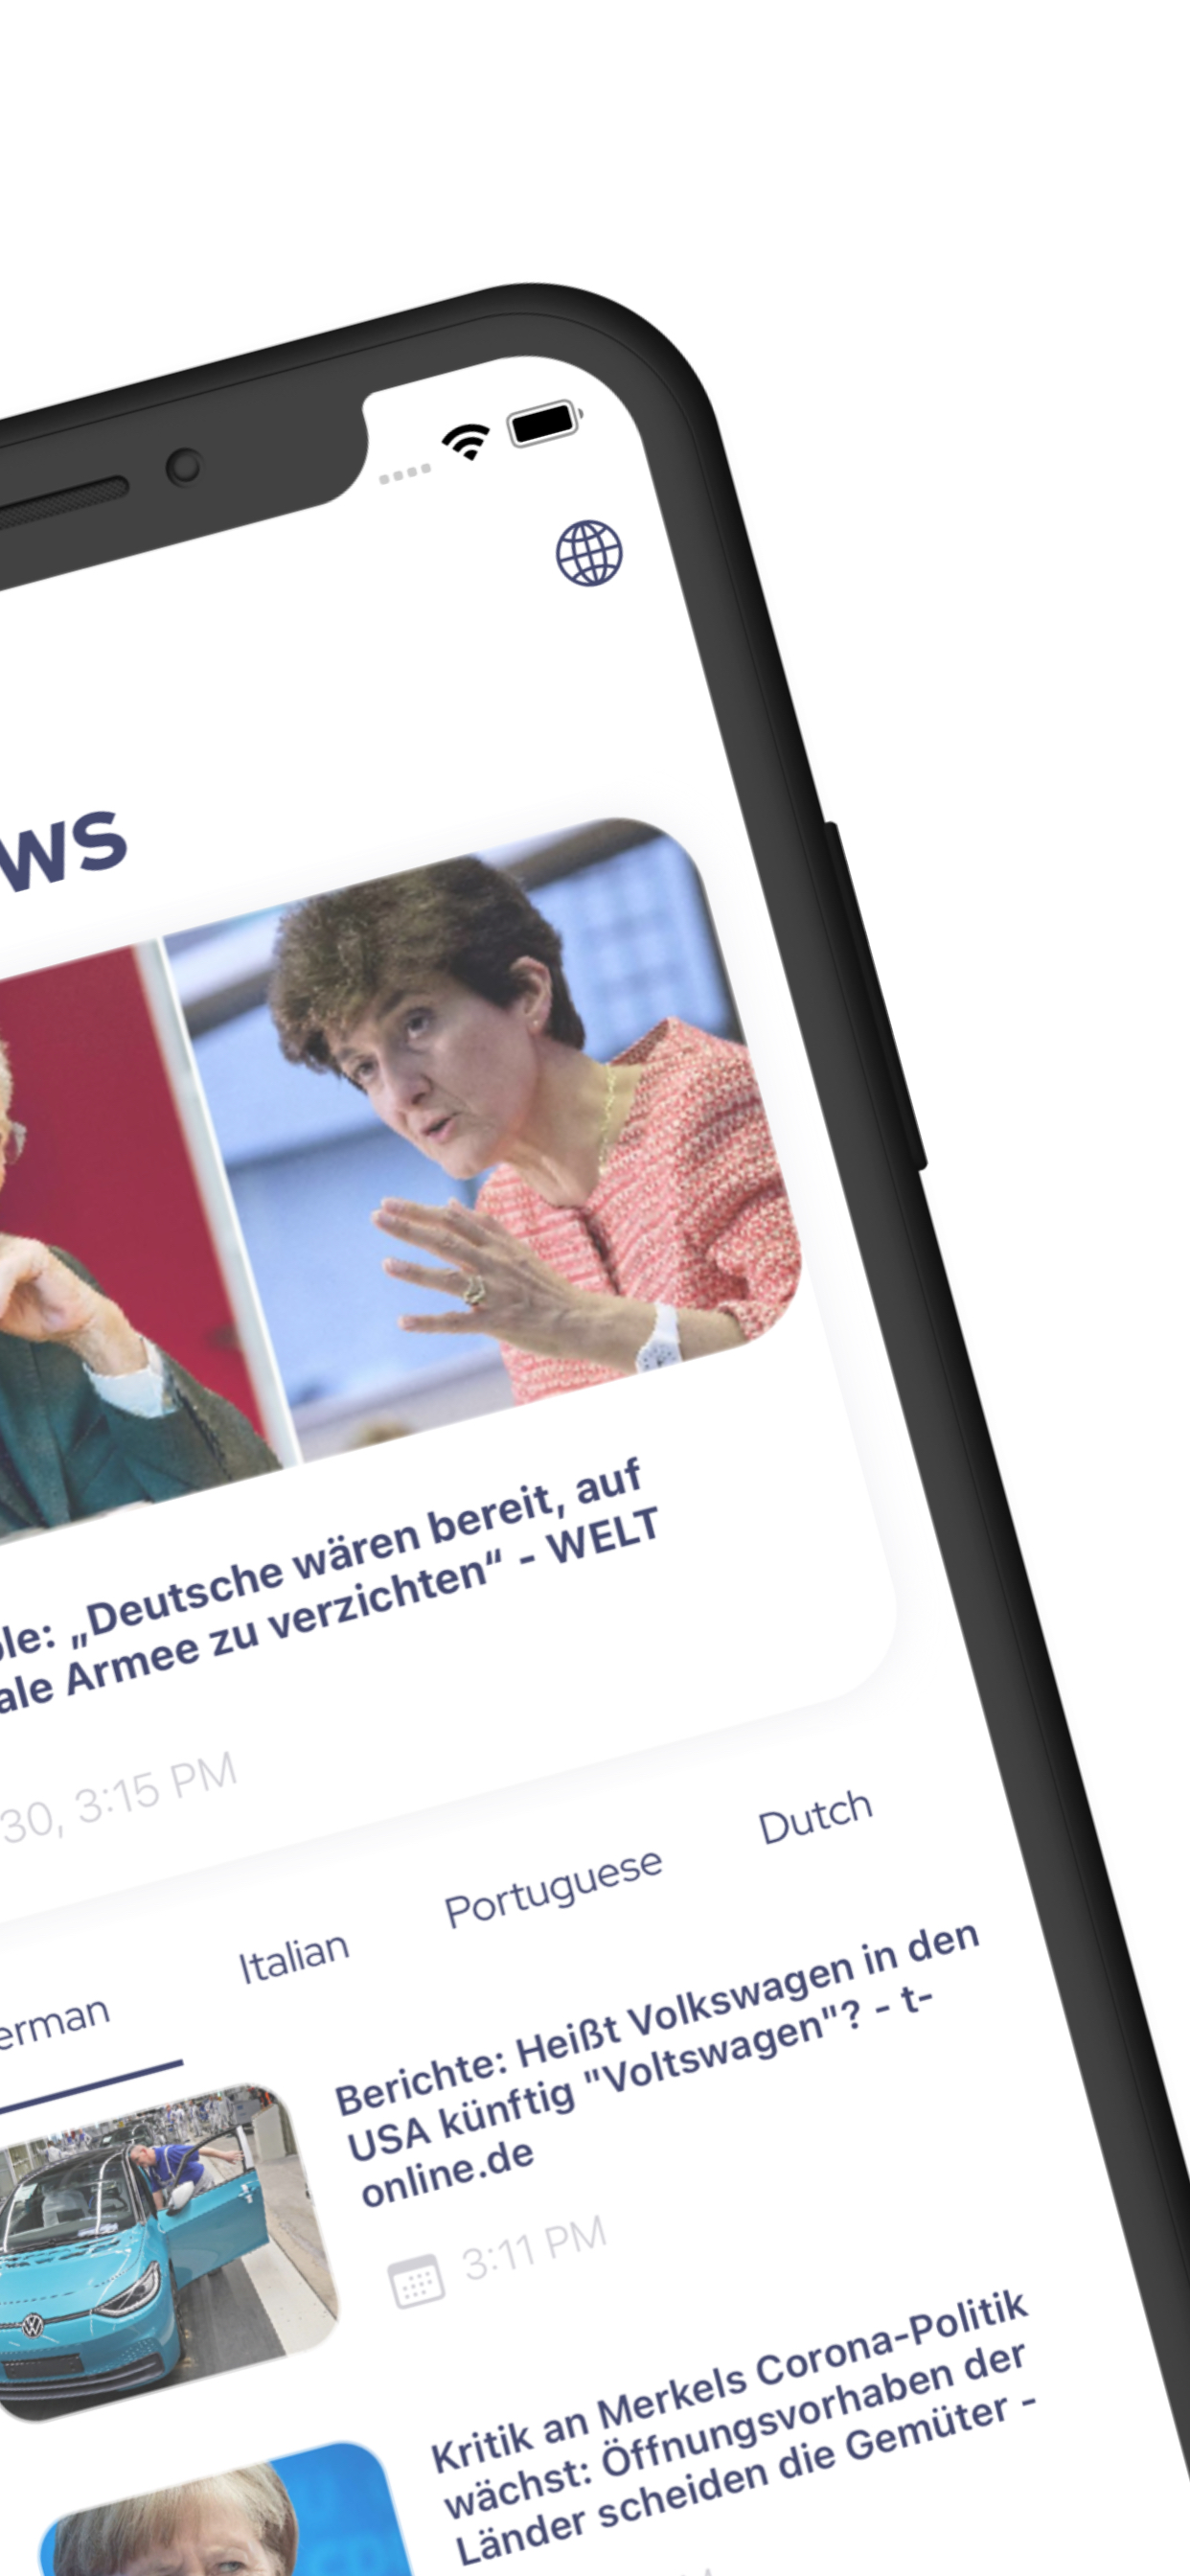 ws
ole: „Deutsche wären bereit, auf
ale Armee zu verzichten“ - WELT
30, 3:15 PM
erman
Italian
Portuguese
Dutch
Berichte: Heißt Volkswagen in den
USA künftig "Voltswagen"? - t-
online.de
3:11 PM
Kritik an Merkels Corona-Politik
wächst: Öffnungsvorhaben der
Länder scheiden die Gemüter -